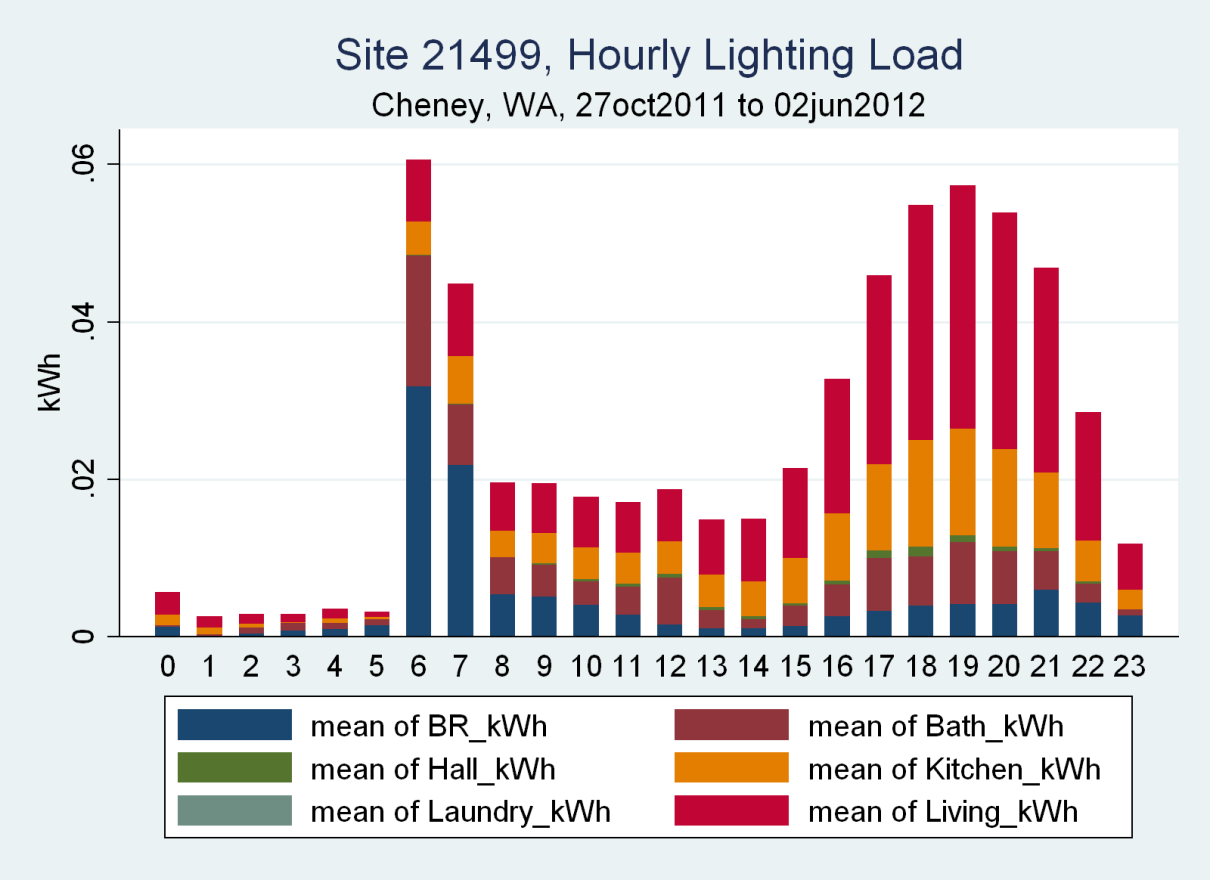 Site 21499, Hourly Lighting Load
Cheney, WA, 27oct2011 to 02jun2012
.06
.04
.02
0
kWh
0 1 2 3 4 5 6 7 8 9 10 11 12 13 14 15 16 17 18 19 20 21 22 23
mean of BR_kWh mean of Bath_kWh
mean of Hall_kWh mean of Kitchen_kWh
mean of Laundry_kWh mean of Living_kWh